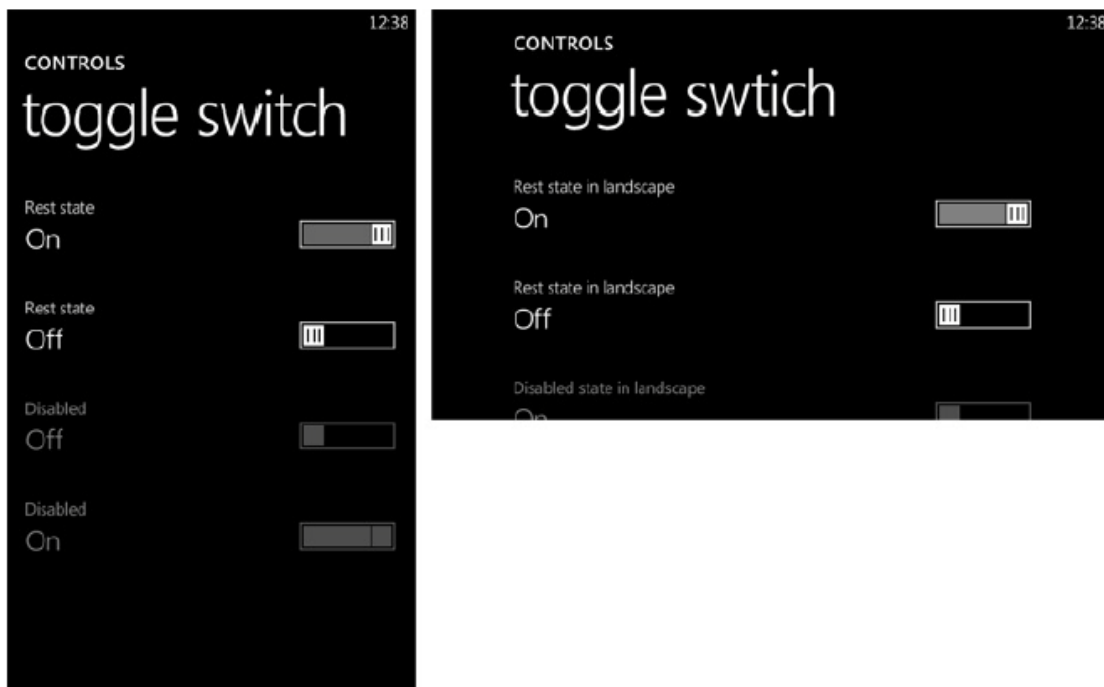 12:38
CONTROLS
toggle switch
Rest state
On
Rest state
Off
Disabled
Off
Disabled
On
12:38
CONTROLS
toggle swtich
Rest state in landscape
On
Rest state in landscape
Off
Disabled state in landscape
On